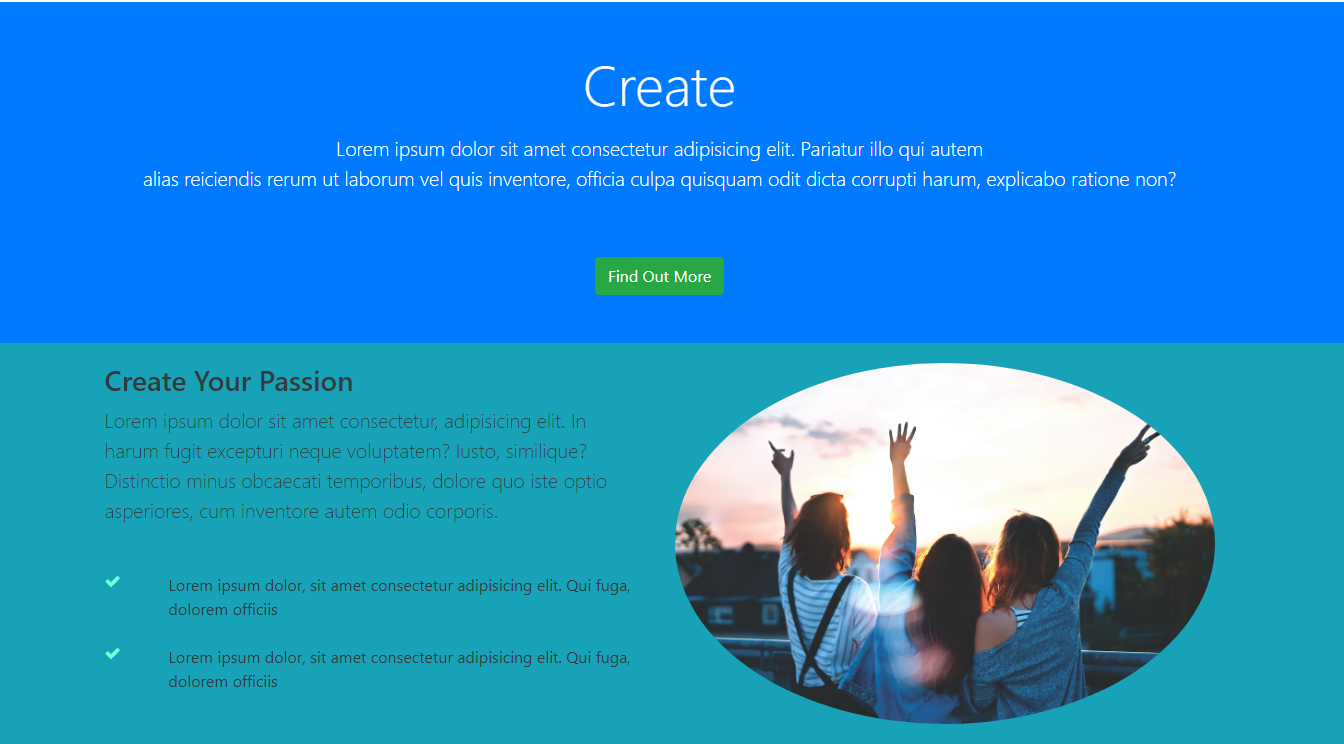 Create
Lorem ipsum dolor sit amet consectetur adipisicing elit. Pariatur illo qui autem
alias reiciendis rerum ut laborum vel quis inventore, officia culpa quisquam odit dicta corrupti harum, explicabo ratione non?
Find Out More
Create Your Passion
Lorem ipsum dolor sit amet consectetur, adipisicing elit. In
harum fugit excepturi neque voluptatem? Iusto, similique?
Distinctio minus obcaecati temporibus, dolore quo iste optio
asperiores, cum inventore autem odio corporis.
Lorem ipsum dolor, sit amet consectetur adipisicing elit. Qui fuga,
dolorem officiis
Lorem ipsum dolor, sit amet consectetur adipisicing elit. Qui fuga,
dolorem officiis